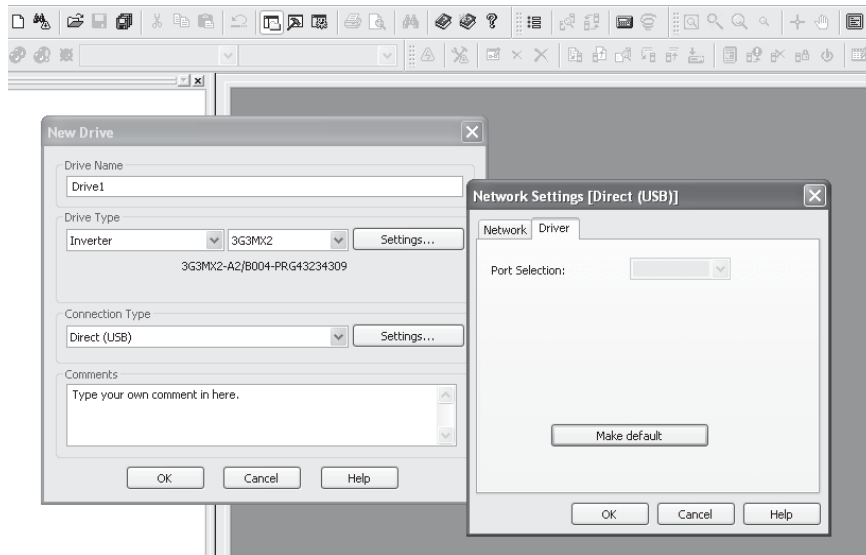 New Drive
Drive Name
Drive1
Drive Type
Inverter 3G3MX2 Settings...
3G3MX2-A2/B004-PRG43234309
Connection Type
Direct (USB) Settings...
Comments
Type your own comment in here.
OK Cancel Help
Network Settings [Direct (USB)]
Network Driver
Port Selection:
Make default
OK Cancel Help